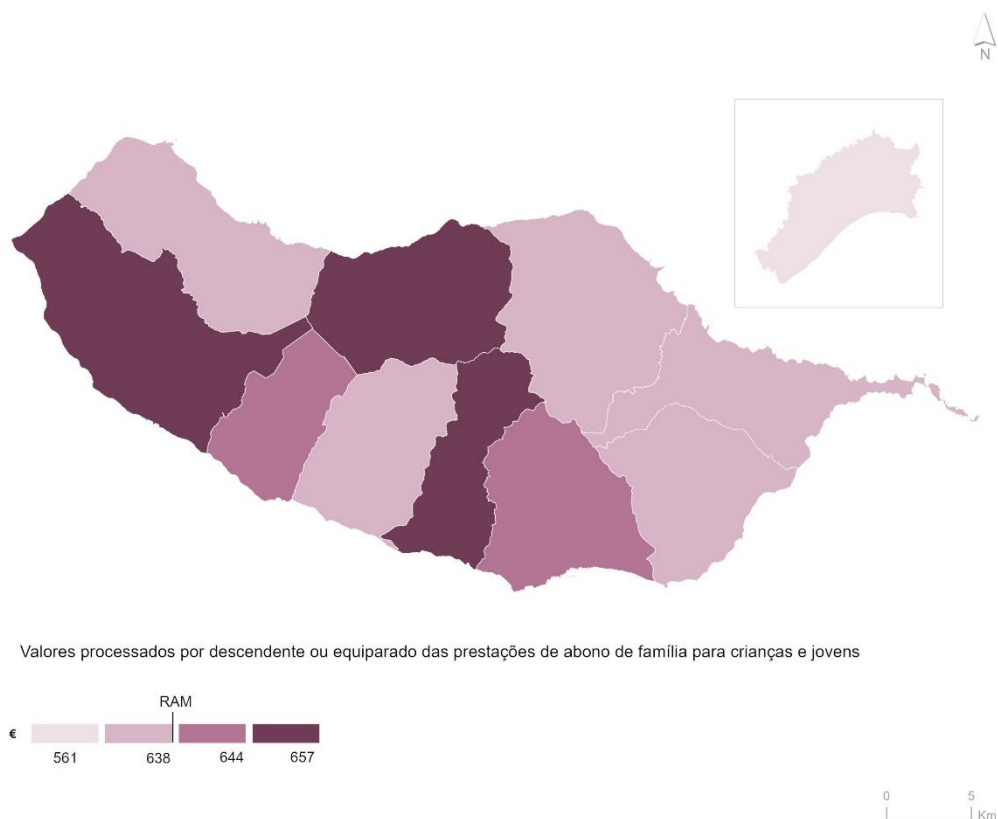 N
Valores processados por descendente ou equiparado das prestações de abono de família para crianças e jovens
RAM
€
561 638 644 657
0 5
Km